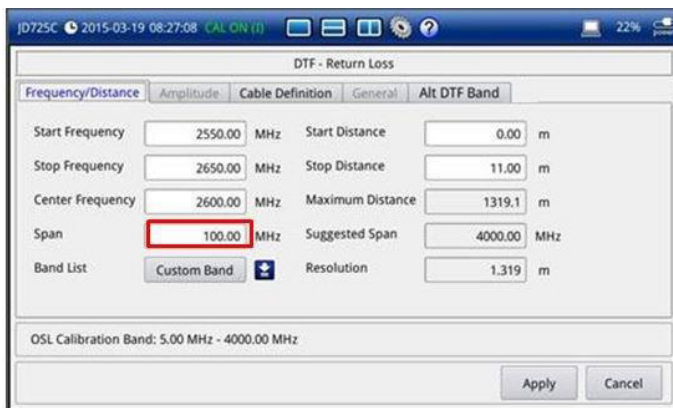 JD725C 2015-03-19 08:27:08 CAL ON (I) 22%
DTF - Return Loss
Frequency/Distance Amplitude Cable Definition General Alt DTF Band
Start Frequency 2550.00 MHz Start Distance 0.00 m
Stop Frequency 2650.00 MHz Stop Distance 11.00 m
Center Frequency 2600.00 MHz Maximum Distance 1319.1 m
Span 100.00 MHz Suggested Span 4000.00 MHz
Band List Custom Band Resolution 1.319 m
OSL Calibration Band: 5.00 MHz - 4000.00 MHz
Apply Cancel